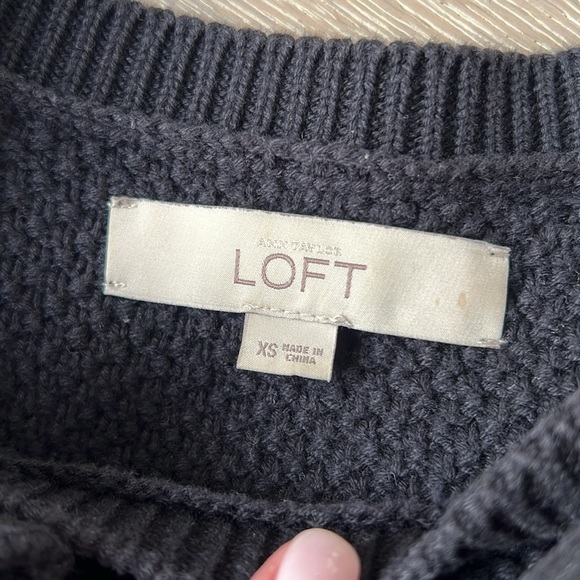 ANN TAYLOR
LOFT
XS MADE IN
CHINA